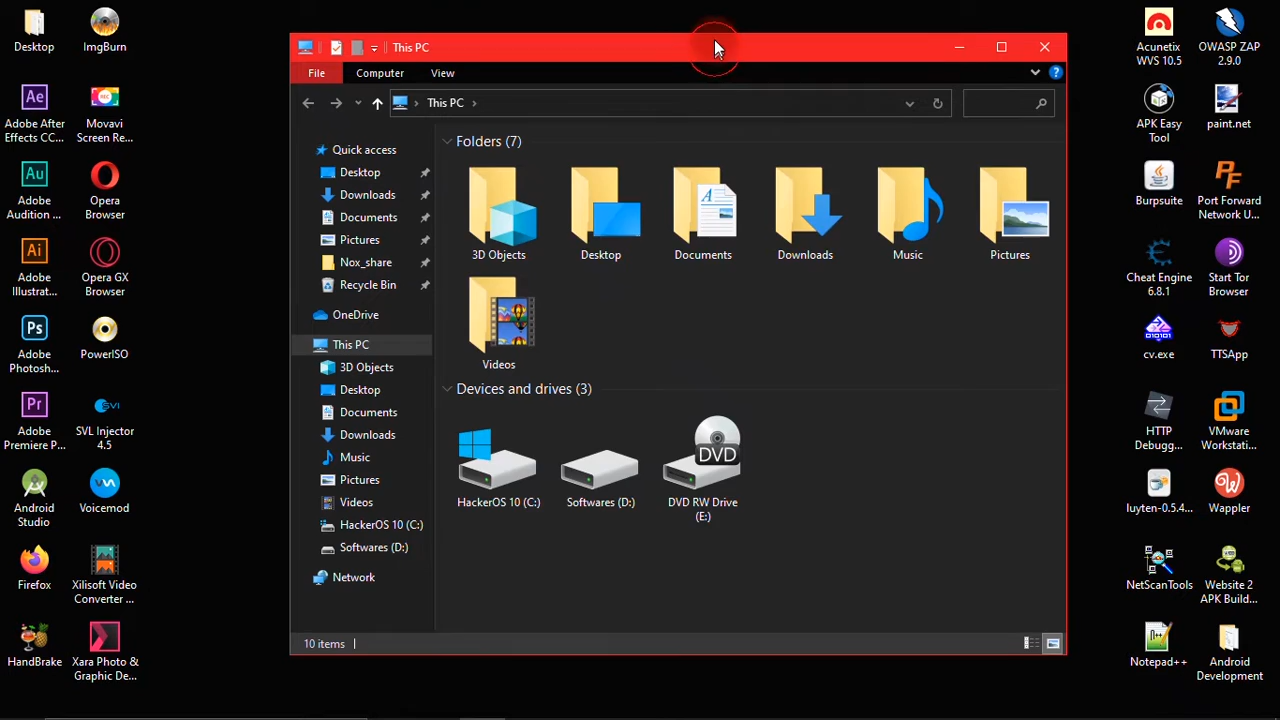 Desktop
ImgBurn
Adobe After
Effects CC...
Movavi
Screen Re...
Adobe
Audition ...
Opera
Browser
Adobe
Illustrat...
Opera GX
Browser
Adobe
Photosh...
PowerISO
Adobe
Premiere P...
SVL Injector
4.5
Android
Studio
Voicemod
Firefox
Xilisoft Video
Converter ...
HandBrake
Xara Photo &
Graphic De...
This PC
File Computer View
This PC
Quick access
Desktop
Downloads
Documents
Pictures
Nox_share
Recycle Bin
OneDrive
This PC
3D Objects
Desktop
Documents
Downloads
Music
Pictures
Videos
HackerOS 10 (C:)
Softwares (D:)
Network
Folders (7)
3D Objects
Desktop
Documents
Downloads
Music
Pictures
Videos
Devices and drives (3)
HackerOS 10 (C:)
Softwares (D:)
DVD
DVD RW Drive
(E:)
10 items
Acunetix
WVS 10.5
OWASP ZAP
2.9.0
APK Easy
Tool
paint.net
Burpsuite
Port Forward
Network U...
Cheat Engine
6.8.1
Start Tor
Browser
cv.exe
TTSApp
HTTP
Debugg...
VMware
Workstati...
luyten-0.5.4...
Wappler
NetScanTools
Website 2
APK Build...
Notepad++
Android
Development